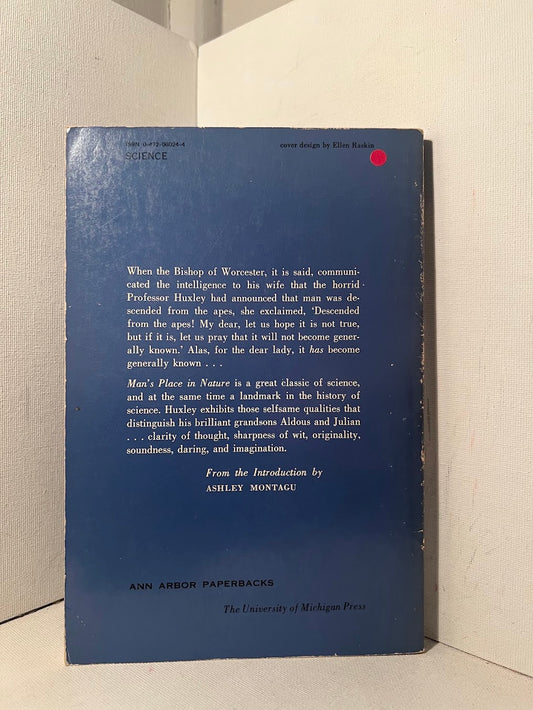 ISBN 0-472-06024-4
cover design by Ellen Raskin
SCIENCE
When the Bishop of Worcester, it is said, communi-
cated the intelligence to his wife that the horrid
Professor Huxley had announced that man was de-
scended from the apes, she exclaimed, ‘Descended
from the apes! My dear, let us hope it is not true,
but if it is, let us pray that it will not become gener-
ally known.’ Alas, for the dear lady, it has become
generally known . . .
Man's Place in Nature is a great classic of science,
and at the same time a landmark in the history of
science. Huxley exhibits those selfsame qualities that
distinguish his brilliant grandsons Aldous and Julian
. . . clarity of thought, sharpness of wit, originality,
soundness, daring, and imagination.
From the Introduction by
ASHLEY MONTAGU
ANN ARBOR PAPERBACKS
The University of Michigan Press